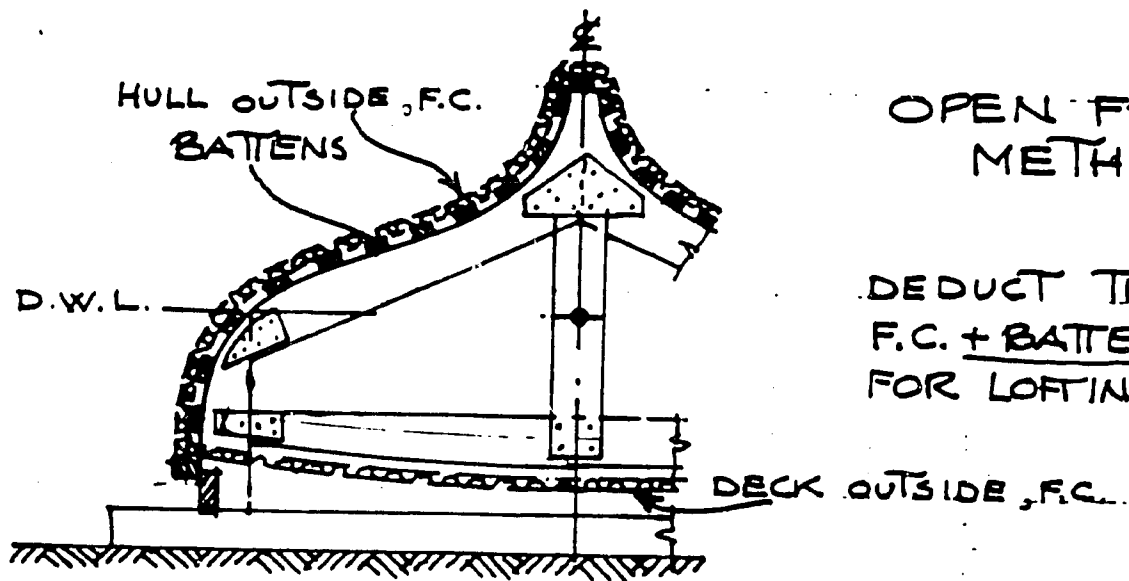 HULL OUTSIDE, F.C.
BATTENS
OPEN
METH
D.W.L.
DEDUCT
F.C. + BATTE
FOR LOFTIN
DECK OUTSIDE, F.C.